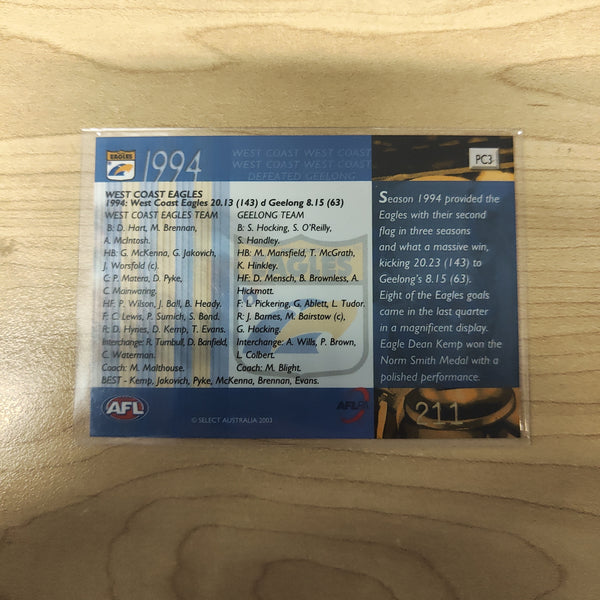 EAGLES
1994
WEST COAST WEST COAST
WEST COAST WEST COAST
DEFEATED GEELONG
PC3
WEST COAST EAGLES
1994: West Coast Eagles 20.13 (143) d Geelong 8.15 (63)
WEST COAST EAGLES TEAM
B: D. Hart, M. Brennan,
A. McIntosh.
HB: G. McKenna, G. Jakovich,
J. Worsfold (c).
C: P. Matera, D. Pyke,
C. Mainwaring.
HF: P. Wilson, J. Ball, B. Heady.
F: C. Lewis, P. Sumich, S. Bond.
R: D. Hynes, D. Kemp, T. Evans.
Interchange: R. Turnbul, D. Banfield,
C. Waterman.
Coach: M. Malthouse.
BEST - Kemp, Jakovich, Pyke, McKenna, Brennan, Evans.
GEELONG TEAM
B: S. Hocking, S. O'Reilly,
S. Handley.
HB: M. Mansfield, T. McGrath,
K. Hinkley.
HF: D. Mensch, B. Brownless, A.
Hickmott.
F: L. Pickering, G. Ablett, L. Tudor.
R: J. Barnes, M. Bairstow (c),
G. Hocking.
Interchange: A. Wills, P. Brown,
L. Colbert.
Coach: M. Blight.
EAGLES
Season 1994 provided the
Eagles with their second
flag in three seasons
and what a massive win,
kicking 20.23 (143) to
Geelong's 8.15 (63).
Eight of the Eagles goals
came in the last quarter
in a magnificent display.
Eagle Dean Kemp won the
Norm Smith Medal with a
polished performance.
AFL
© SELECT AUSTRALIA 2003
AFLPA
211